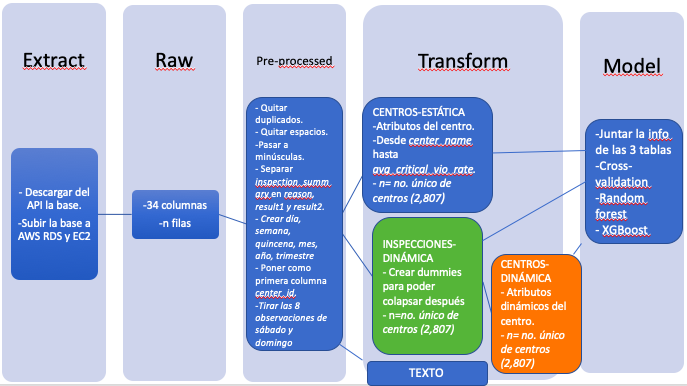 Extract
Raw
Pre-processed
Transform
Model
- Descargar del
API la base.
-Subir la base a
AWS RDS y EC2
-34 columnas
-n filas
- Quitar
duplicados.
- Quitar espacios.
-Pasar a
minúsculas.
- Separar
inspection_summ
ary en reason,
result1 y result2.
- Crear día,
semana,
quincena, mes,
año, trimestre
- Poner como
primera columna
center_id.
-Tirar las 8
observaciones de
sábado y
domingo
CENTROS-ESTÁTICA
-Atributos del centro.
-Desde center_name
hasta
avg_critical_vio_rate.
- n= no. único de
centros (2,807)
INSPECCIONES-
DINÁMICA
- Crear dummies
para poder
colapsar después
- n=no. único de
centros (2,807)
CENTROS-
DINÁMICA
- Atributos
dinámicos del
centro.
- n= no. único
de centros
(2,807)
TEXTO
-Juntar la info
de las 3 tablas
-Cross-
validation
-Random
forest
- XGBoost